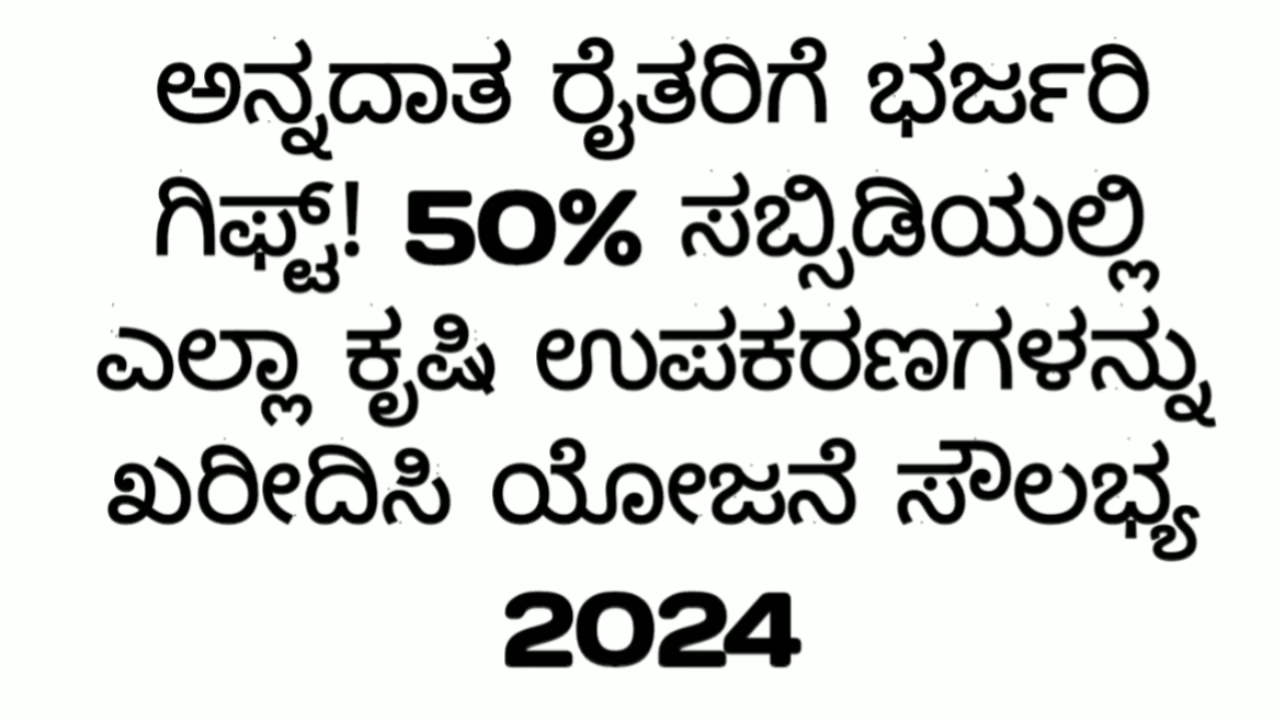 ಅನ್ನದಾತ ರೈತರಿಗೆ ಭರ್ಜರಿ
ಗಿಫ್ಟ್! 50% ಸಬ್ಸಿಡಿಯಲ್ಲಿ
ಎಲ್ಲಾ ಕೃಷಿ ಉಪಕರಣಗಳನ್ನು
ಖರೀದಿಸಿ ಯೋಜನೆ ಸೌಲಭ್ಯ
2024